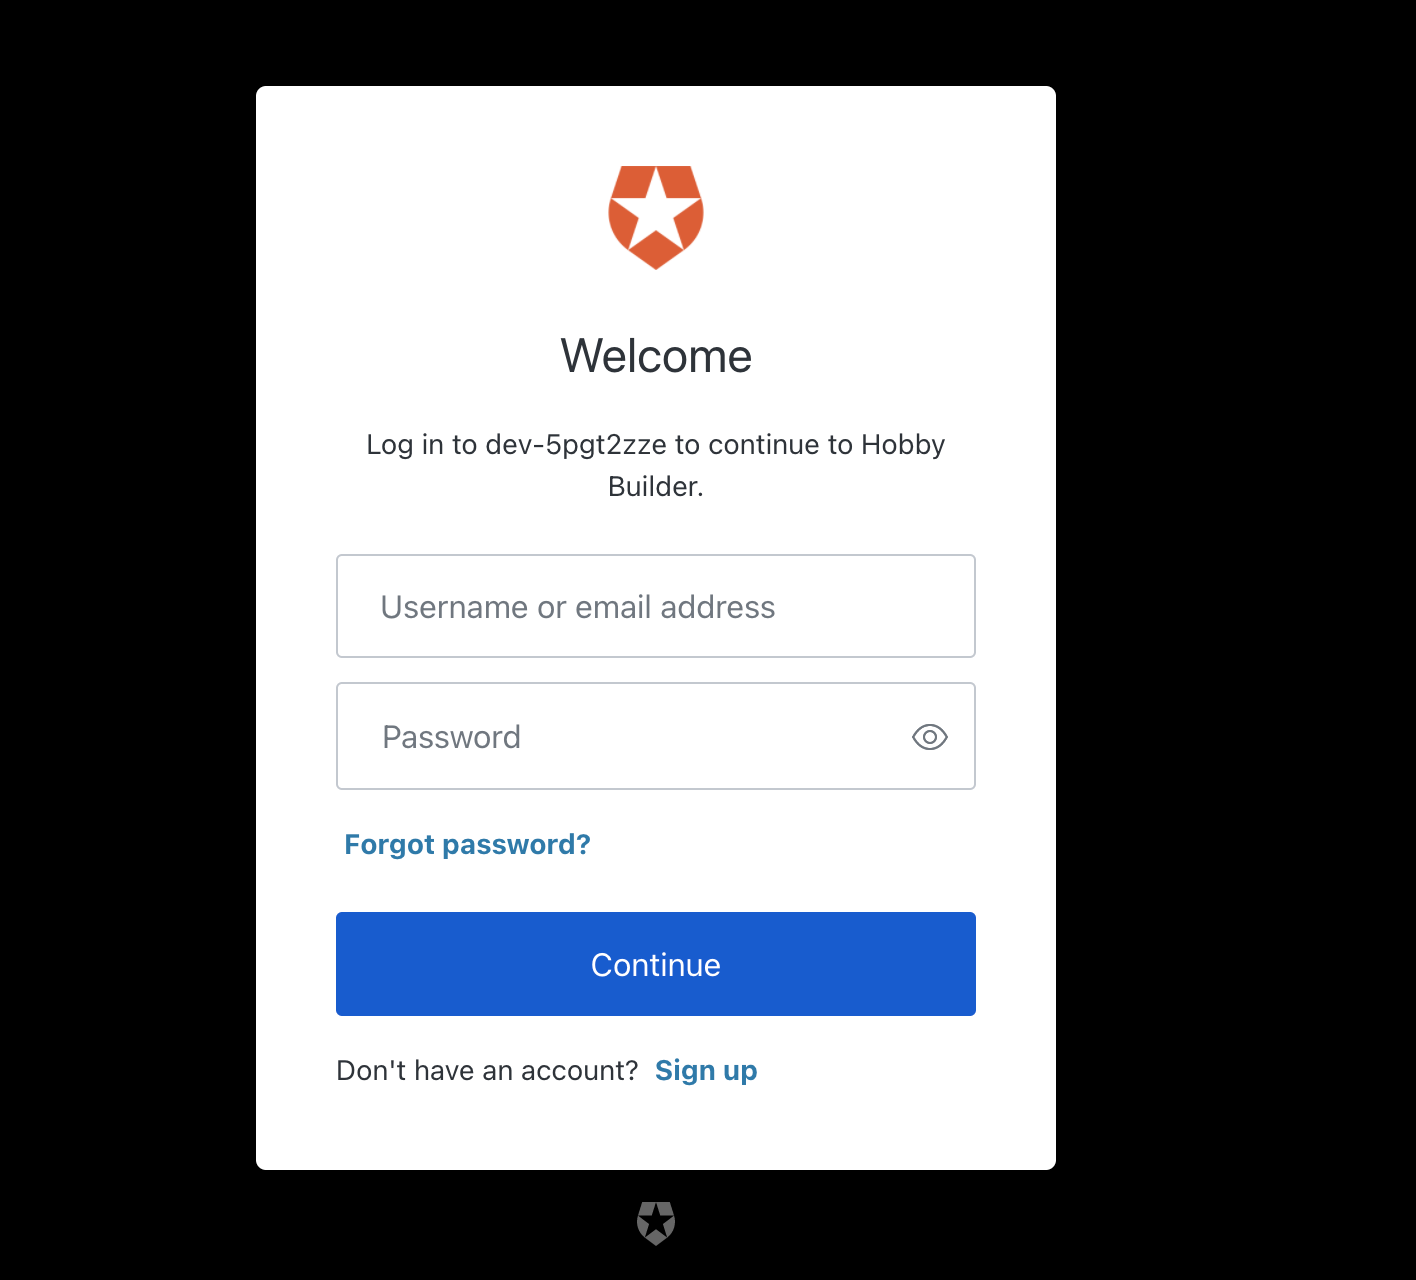 Welcome
Log in to dev-5pgt2zze to continue to Hobby
Builder.
Username or email address
Password
Forgot password?
Continue
Don't have an account? Sign up